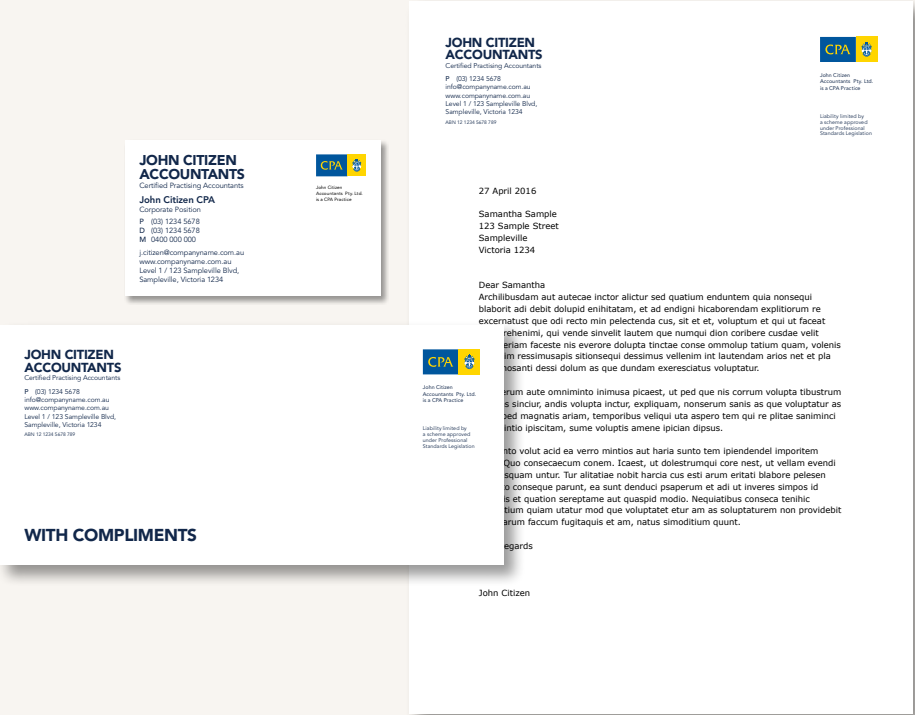 JOHN CITIZEN
ACCOUNTANTS
Certified Practising Accountants
P (03) 1234 5678
info@companyname.com.au
www.companyname.com.au
Level 1 / 123 Sampleville Blvd,
Sampleville, Victoria 1234
ABN 12 1234 5678 789
CPA
John Citizen
Accountants Pty. Ltd.
is a CPA Practice
Liability limited by
a scheme approved
under Professional
Standards Legislation
JOHN CITIZEN
ACCOUNTANTS
Certified Practising Accountants
John Citizen CPA
Corporate Position
P (03) 1234 5678
D (03) 1234 5678
M 0400 000 000
j.citizen@companyname.com.au
www.companyname.com.au
Level 1 / 123 Sampleville Blvd,
Sampleville, Victoria 1234
CPA
John Citizen
Accountants Pty. Ltd.
is a CPA Practice
27 April 2016
Samantha Sample
123 Sample Street
Sampleville
Victoria 1234
Dear Samantha
Archilibusdam aut autecae inctor alictur sed quatium enduntem quia nonsequi
blaborit adi debit dolupid enihitatam, et ad endigni hicaborendam explitiorem re
excernatust que odi recto min pelectenda cus, sit et et, voluptum et qui ut faceat
rehenimi, qui vende sinvelit lautem que numqui dion coribere cusdae velit
eriam faceste nis everore dolupta tinctae conse ommolup tatium quam, volenis
im ressimusapis sitionsequi dessimus vellenim int lautendam arios net et pla
nosanti dessi dolum as que dundam exeresciatus voluptatur.
erum aute omniminto inimusa picaest, ut ped que nis corrum volupta tibustrum
s sinciur, andis volupta inctur, expliquam, nonserum sanis as que voluptatur as
ped magnatis ariam, temporibus veliqui uta aspero tem qui re plitae saniminci
intio ipiscitam, sume voluptis amene ipician dipsus.
nto volut acid ea verro mintios aut haria sunto tem ipiendendel imporitem
Quo consecaecum conem. Icaest, ut dolestrumqui core nest, ut vellam evendi
squam untur. Tur alitatiae nobit harcia cus esti arum eritati blabore pelesen
o conseque parunt, ea sunt denduci psaperum et adi ut inveres simpos id
s et quation sereptame aut quaspid modio. Nequiatibus conseca tenihic
tium quiam utatur mod que voluptatet eur am as soluptaturem non providebit
arum faccum fugitaquis et am, natus simoditium quunt.
egards
John Citizen
JOHN CITIZEN
ACCOUNTANTS
Certified Practising Accountants
P (03) 1234 5678
info@companyname.com.au
www.companyname.com.au
Level 1 / 123 Sampleville Blvd,
Sampleville, Victoria 1234
ABN 12 1234 5678 789
CPA
John Citizen
Accountants Pty. Ltd.
is a CPA Practice
Liability limited by
a scheme approved
under Professional
Standards Legislation
WITH COMPLIMENTS